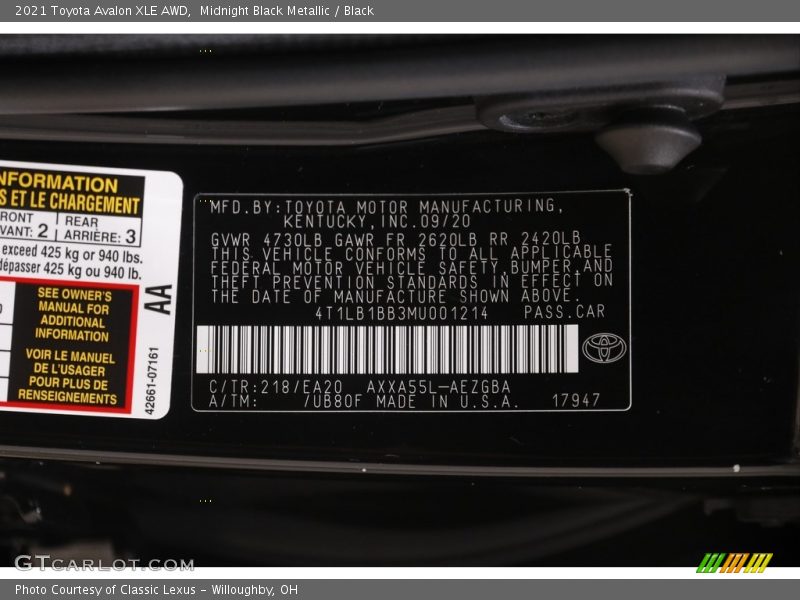 2021 Toyota Avalon XLE AWD, Midnight Black Metallic / Black
NFORMATION
S ET LE CHARGEMENT
RONT
VANT: 2
REAR
ARRIÈRE: 3
exceed 425 kg or 940 lbs.
dépasser 425 kg ou 940 lb.
SEE OWNER'S
MANUAL FOR
ADDITIONAL
INFORMATION
VOIR LE MANUEL
DE L'USAGER
POUR PLUS DE
RENSEIGNEMENTS
AA
42661-07161
MFD.BY:TOYOTA MOTOR MANUFACTURING,
KENTUCKY,INC.09/20
GVWR 4730LB GAWR FR 2620LB RR 2420LB
THIS VEHICLE CONFORMS TO ALL APPLICABLE
FEDERAL MOTOR VEHICLE SAFETY,BUMPER,AND
THEFT PREVENTION STANDARDS IN EFFECT ON
THE DATE OF MANUFACTURE SHOWN ABOVE.
4T1LB1BB3MU001214 PASS.CAR
C/TR:218/EA20 AXXA55L-AEZGBA
A/TM: /UB80F MADE IN U.S.A. 17947
GTCARLOT.COM
Photo Courtesy of Classic Lexus - Willoughby, OH